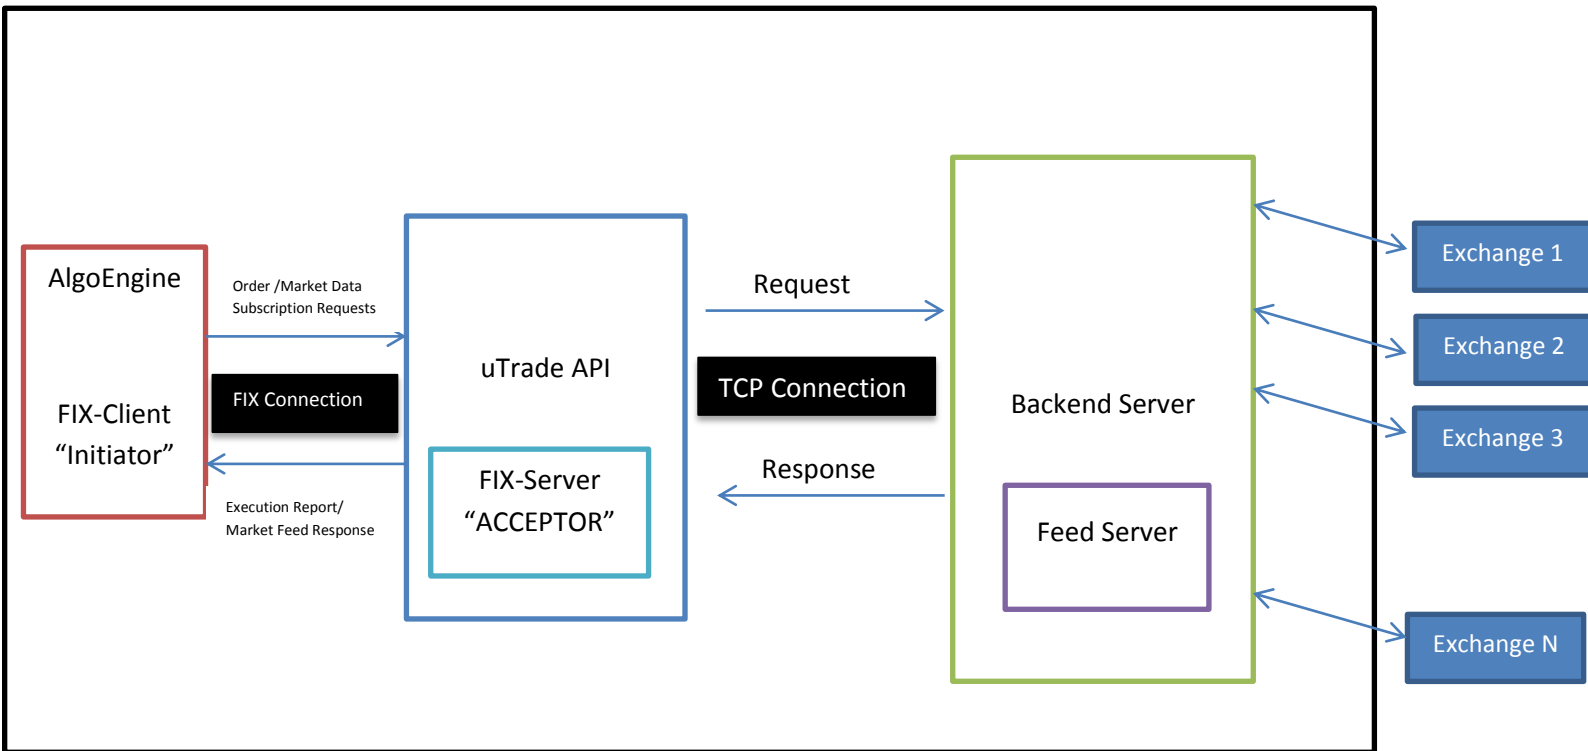 AlgoEngine
FIX-Client
“Initiator”
Order /Market Data
Subscription Requests
FIX Connection
Execution Report/
Market Feed Response
uTrade API
FIX-Server
“ACCEPTOR”
Request
TCP Connection
Response
Backend Server
Feed Server
Exchange 1
Exchange 2
Exchange 3
Exchange N